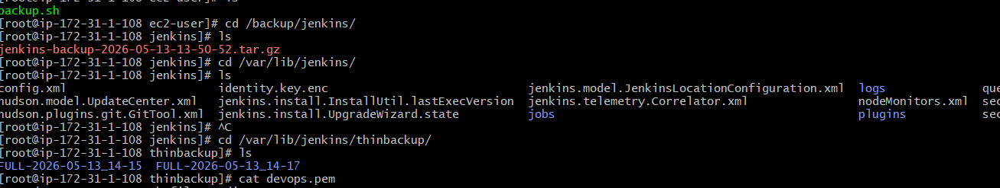 backup.sh
[root@ip-172-31-1-108 ec2-user]# cd /backup/jenkins/
[root@ip-172-31-1-108 jenkins]# ls
jenkins-backup-2026-05-13-13-50-52.tar.gz
[root@ip-172-31-1-108 jenkins]# cd /var/lib/jenkins/
[root@ip-172-31-1-108 jenkins]# ls
config.xml identity.key.enc jenkins.model.JenkinsLocationConfiguration.xml logs que
hudson.model.UpdateCenter.xml jenkins.install.InstallUtil.lastExecVersion jenkins.telemetry.Correlator.xml nodeMonitors.xml sec
hudson.plugins.git.GitTool.xml jenkins.install.UpgradeWizard.state jobs plugins sec
[root@ip-172-31-1-108 jenkins]# ^C
[root@ip-172-31-1-108 jenkins]# cd /var/lib/jenkins/thinbackup/
[root@ip-172-31-1-108 thinbackup]# ls
FULL-2026-05-13_14-15 FULL-2026-05-13_14-17
[root@ip-172-31-1-108 thinbackup]# cat devops.pem